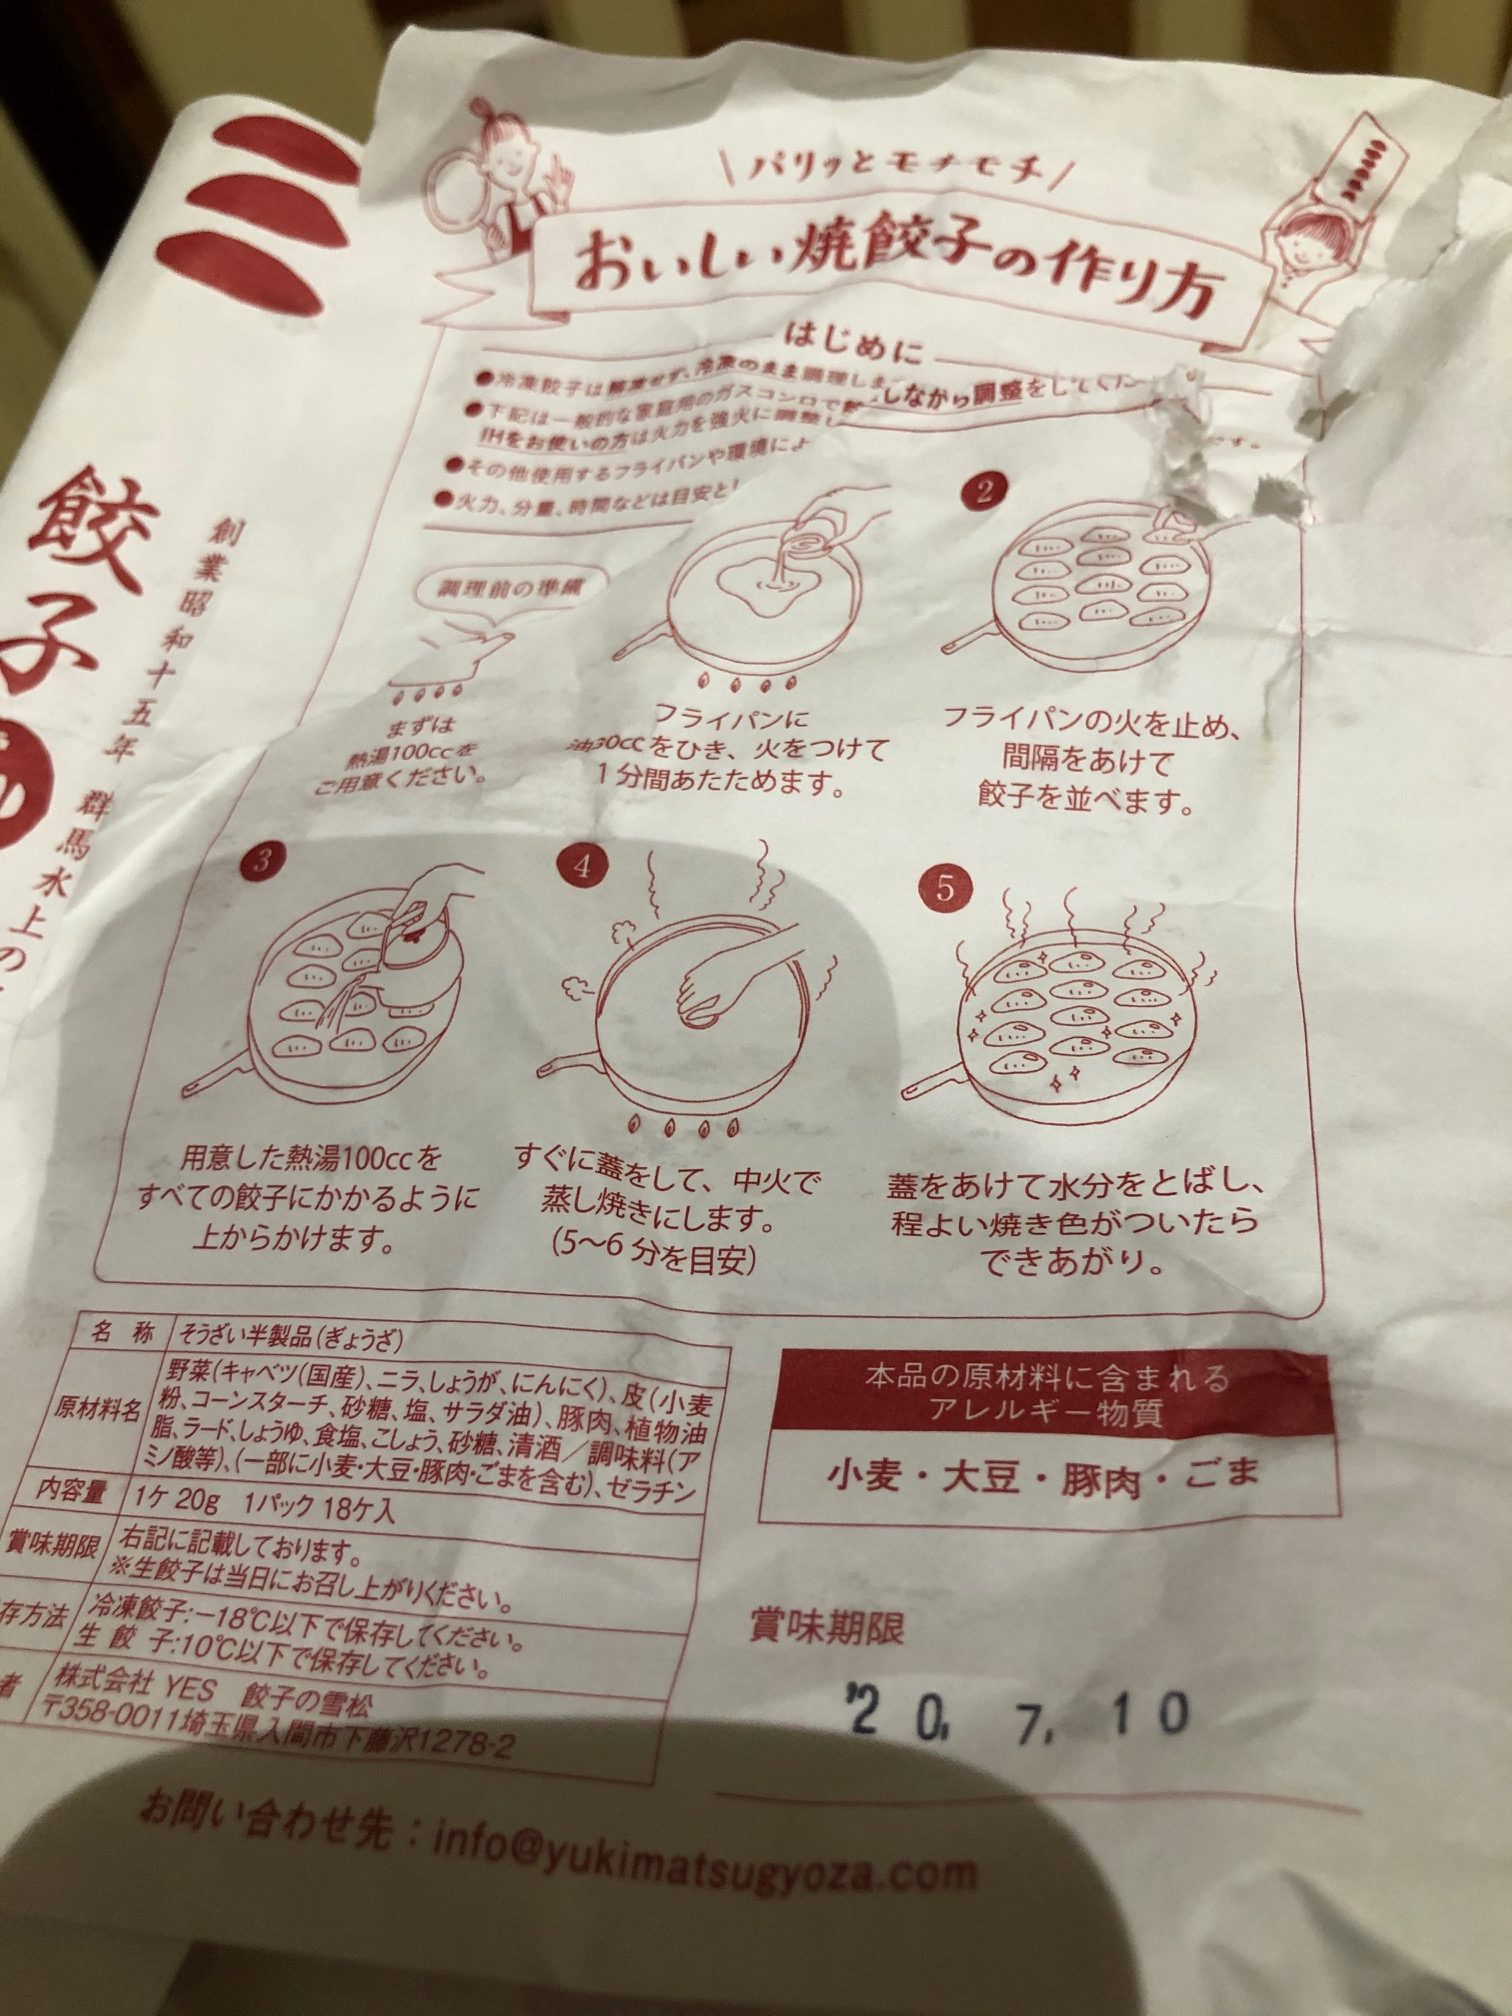 餃子
創業昭和十五年 群馬水上の
パリッとモチモチ
おいしい焼餃子の作り方
はじめに
●冷凍餃子は解凍せず、冷凍のまま調理しま
●下記は一般的な家庭用のガスコンロで
しながら調整をしてくだ
IHをお使いの方は火力を強火に調整し
●その他使用するフライパンや環境によ
です。
●火力、分量、時間などは目安とし
調理前の準備
まずは
熱湯100ccを
ご用意ください。
フライパンに
油30ccをひき、火をつけて
1分間あたためます。
2
フライパンの火を止め、
間隔をあけて
餃子を並べます。
3
用意した熱湯100ccを
すべての餃子にかかるように
上からかけます。
4
すぐに蓋をして、中火で
蒸し焼きにします。
(5〜6分を目安)
5
蓋をあけて水分をとばし、
程よい焼き色がついたら
できあがり。
名 称 そうざい半製品(ぎょうざ)
原材料名 野菜(キャベツ(国産)、ニラ、しょうが、にんにく)、皮(小麦
粉、コーンスターチ、砂糖、塩、サラダ油)、豚肉、植物油
脂、ラード、しょうゆ、食塩、こしょう、砂糖、清酒/調味料(ア
ミノ酸等)、(一部に小麦・大豆・豚肉・ごまを含む)、ゼラチン
内容量 1ケ 20g 1パック 18ケ入
賞味期限 右記に記載しております。
※生餃子は当日にお召し上がりください。
存方法 冷凍餃子:−18℃以下で保存してください。
生 餃 子:10℃以下で保存してください。
者 株式会社 YES 餃子の雪松
〒358-0011埼玉県入間市下藤沢1278-2
本品の原材料に含まれる
アレルギー物質
小麦・大豆・豚肉・ごま
賞味期限
'20. 7. 10
お問い合わせ先:info@yukimatsugyoza.com